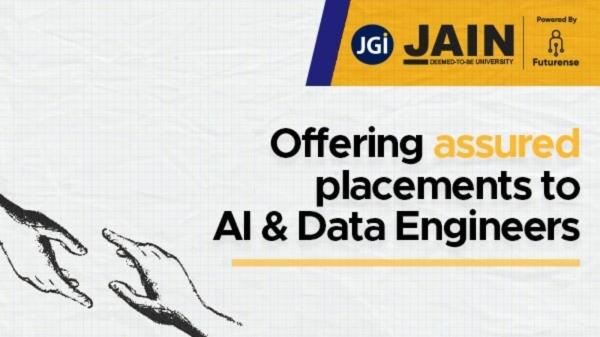 JGi
JAIN
DEEMED-TO-BE UNIVERSITY
Powered By
Futurense
Offering assured
placements to
AI & Data Engineers